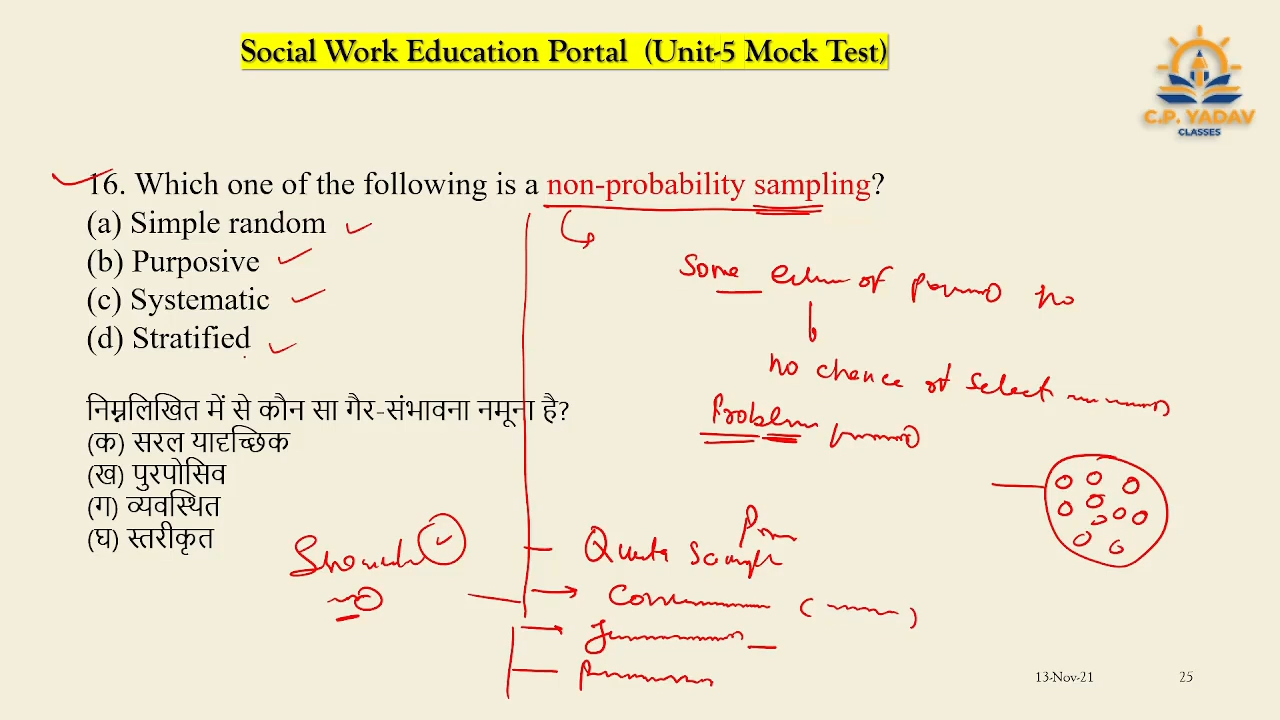 Social Work Education Portal (Unit-5 Mock Test)
C.P. YADAV
CLASSES
16. Which one of the following is a non-probability sampling?
(a) Simple random
(b) Purposive
(c) Systematic
(d) Stratified
Some of no
no chance of select
निम्नलिखित में से कौन सा गैर-संभावना नमूना है?
(क) सरल यादृच्छिक
(ख) पुरपोसिव
(ग) व्यवस्थित
(घ) स्तरीकृत
Quota
13-Nov-21
25